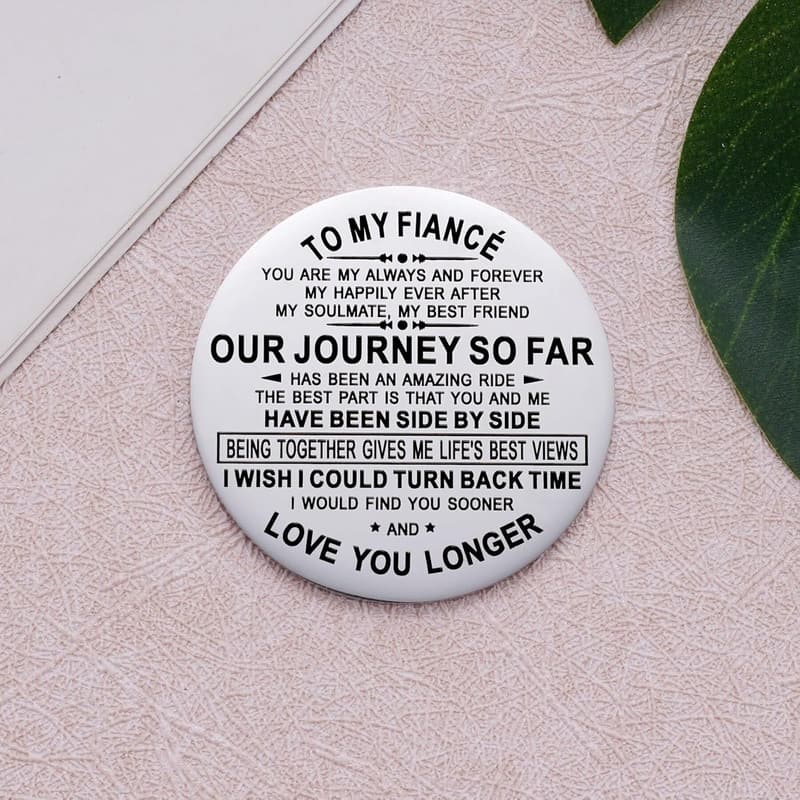 TO MY FIANCÉ
YOU ARE MY ALWAYS AND FOREVER
MY HAPPILY EVER AFTER
MY SOULMATE, MY BEST FRIEND
OUR JOURNEY SO FAR
HAS BEEN AN AMAZING RIDE
THE BEST PART IS THAT YOU AND ME
HAVE BEEN SIDE BY SIDE
BEING TOGETHER GIVES ME LIFE'S BEST VIEWS
I WISH I COULD TURN BACK TIME
I WOULD FIND YOU SOONER
★ AND ★
LOVE YOU LONGER